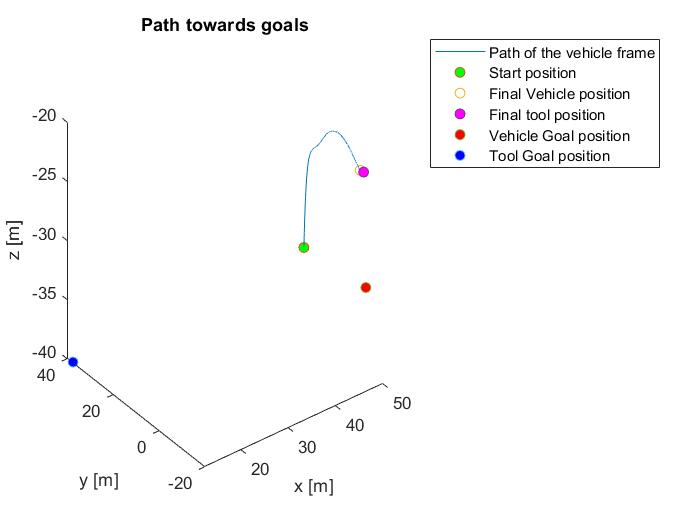 Path towards goals
Path of the vehicle frame
Start position
Final Vehicle position
Final tool position
Vehicle Goal position
Tool Goal position
-20
-25
-30
-35
-40
z [m]
40
20
0
-20
y [m]
20
30
40
50
x [m]